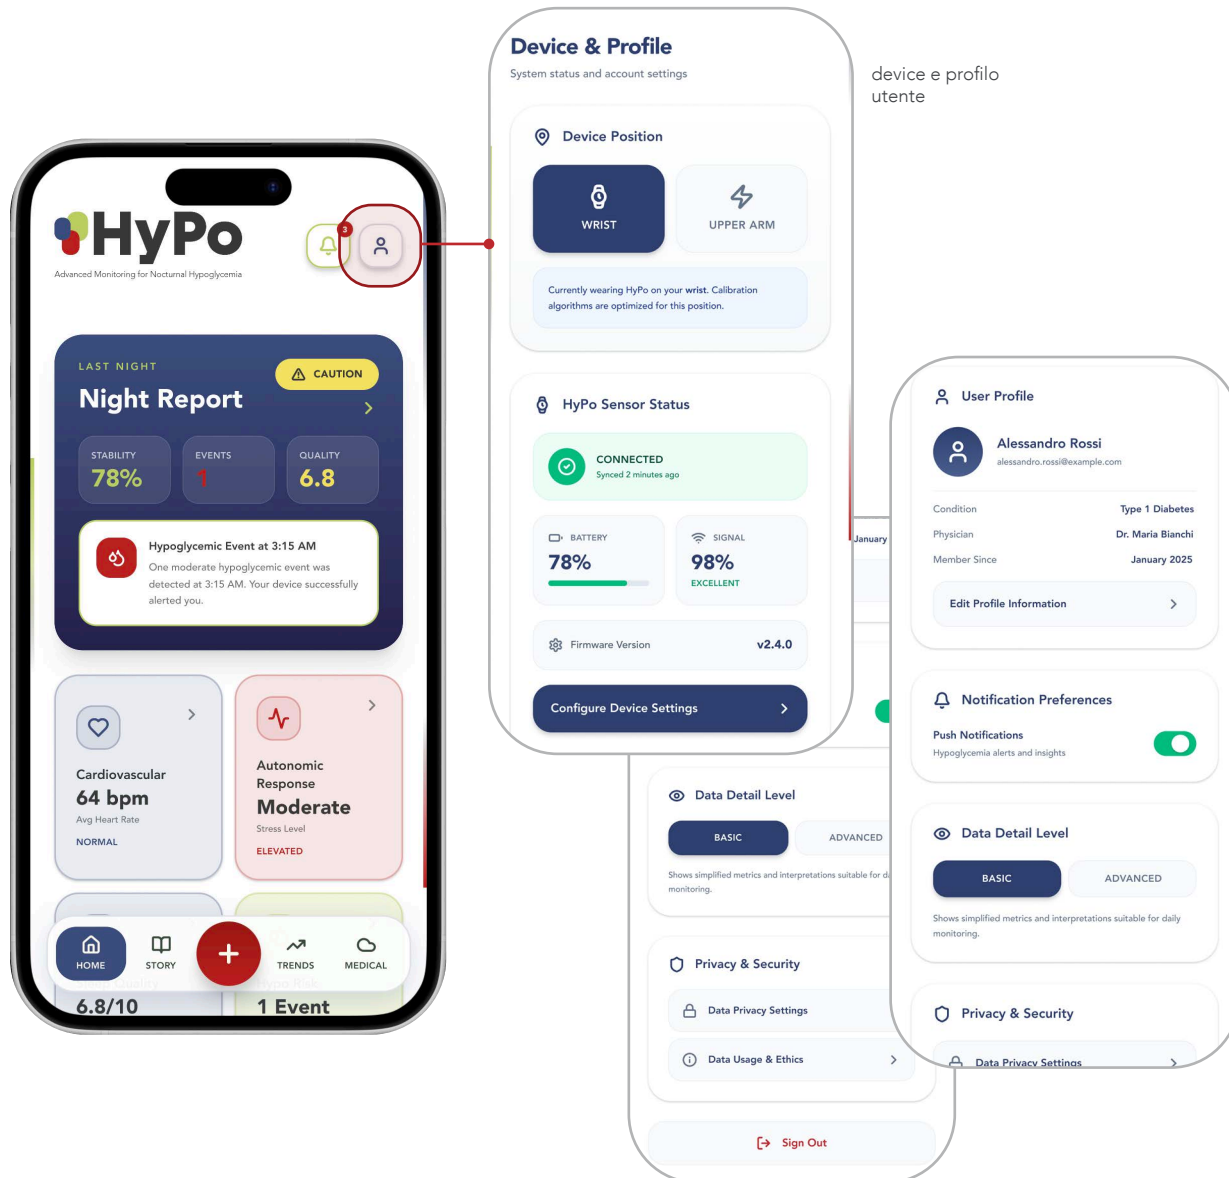 HyPo
Advanced Monitoring for Nocturnal Hypoglycemia
3
LAST NIGHT
Night Report
CAUTION
STABILITY
78%
EVENTS
1
QUALITY
6.8
Hypoglycemic Event at 3:15 AM
One moderate hypoglycemic event was
detected at 3:15 AM. Your device successfully
alerted you.
Cardiovascular
64 bpm
Avg Heart Rate
NORMAL
Autonomic
Response
Moderate
Stress Level
ELEVATED
HOME
STORY
TRENDS
MEDICAL
Sleep Quality
6.8/10
Hypo Risk
1 Event
Device & Profile
System status and account settings
Device Position
WRIST
UPPER ARM
Currently wearing HyPo on your wrist. Calibration
algorithms are optimized for this position.
HyPo Sensor Status
CONNECTED
Synced 2 minutes ago
BATTERY
78%
SIGNAL
98%
EXCELLENT
Firmware Version
v2.4.0
Configure Device Settings
device e profilo
utente
January
Data Detail Level
BASIC
ADVANCED
Shows simplified metrics and interpretations suitable for
monitoring.
Privacy & Security
Data Privacy Settings
Data Usage & Ethics
Sign Out
User Profile
Alessandro Rossi
alessandro.rossi@example.com
Condition
Type 1 Diabetes
Physician
Dr. Maria Bianchi
Member Since
January 2025
Edit Profile Information
Notification Preferences
Push Notifications
Hypoglycemia alerts and insights
Data Detail Level
BASIC
ADVANCED
Shows simplified metrics and interpretations suitable for daily
monitoring.
Privacy & Security
Data Privacy Settings